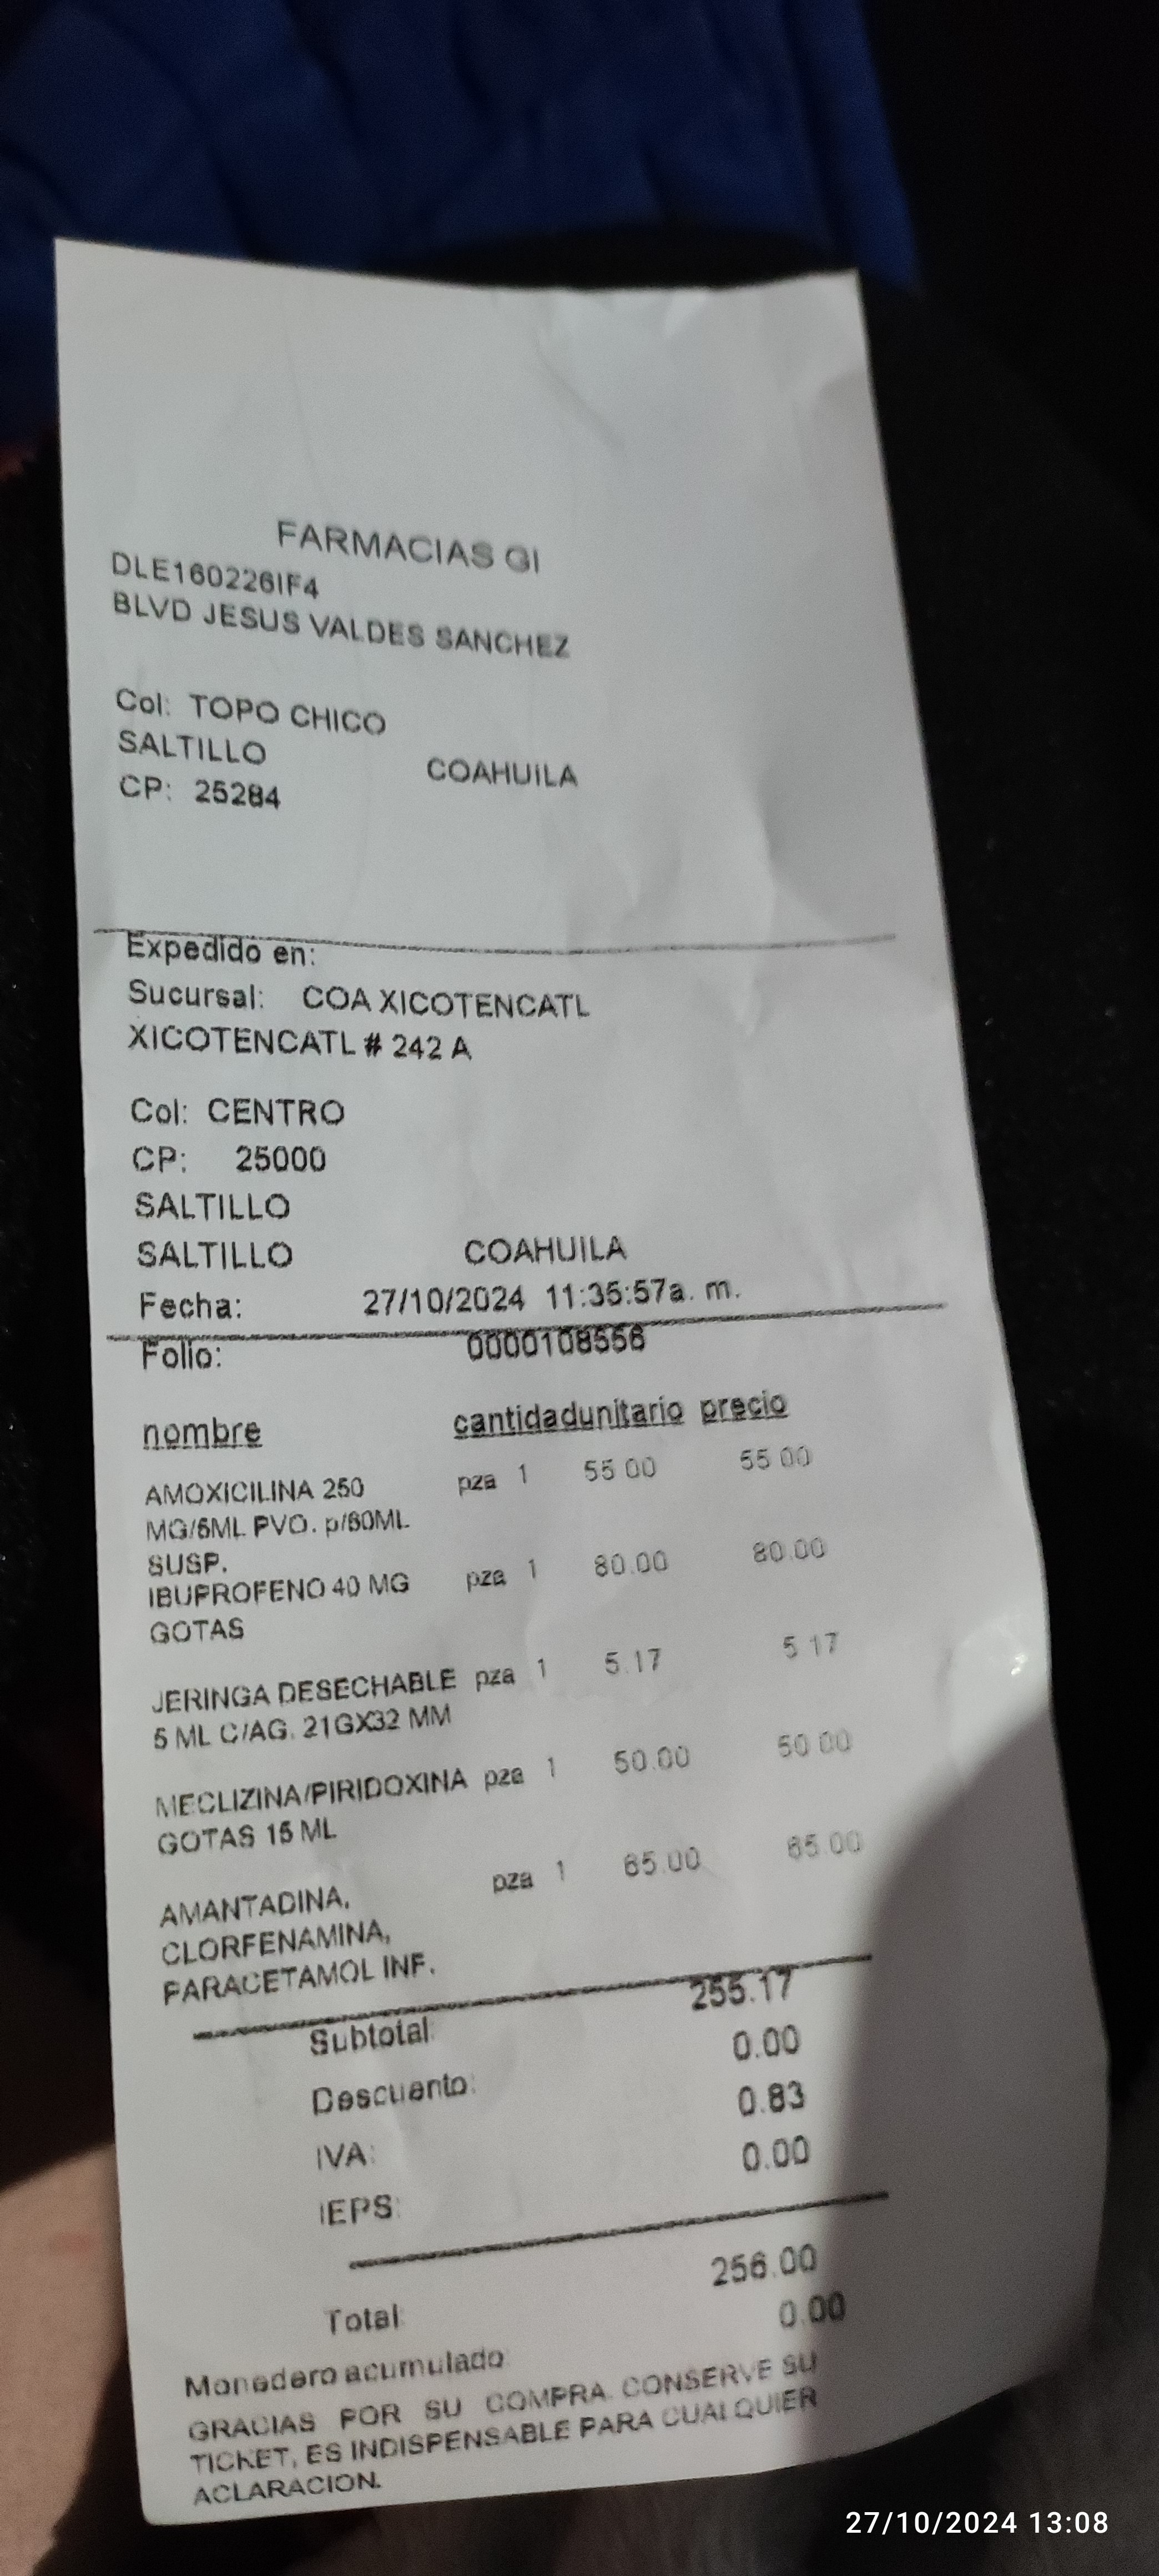 FARMACIAS GI
DLE160226IF4
BLVD JESUS VALDES SANCHEZ
Col: TOPO CHICO
SALTILLO COAHUILA
CP: 25284
Expedido en:
Sucursal: COA XICOTENCATL
XICOTENCATL # 242 A
Col: CENTRO
CP: 25000
SALTILLO
SALTILLO COAHUILA
Fecha: 27/10/2024 11:35:57a. m.
Folio: 0000108556
nombre cantidadunitario precio
AMOXICILINA 250 pza 1 55.00 55.00
MG/5ML PVO. p/60ML
SUSP.
IBUPROFENO 40 MG pza 1 80.00 80.00
GOTAS
JERINGA DESECHABLE pza 1 5.17 5.17
5 ML C/AG. 21GX32 MM
MECLIZINA/PIRIDOXINA pza 1 50.00 50.00
GOTAS 15 ML
AMANTADINA, pza 1 65.00 65.00
CLORFENAMINA,
PARACETAMOL INF.
Subtotal: 255.17
Descuento: 0.00
IVA: 0.83
IEPS: 0.00
Total: 256.00
Monedero acumulado: 0.00
GRACIAS POR SU COMPRA. CONSERVE SU
TICKET, ES INDISPENSABLE PARA CUALQUIER
ACLARACION.
27/10/2024 13:08